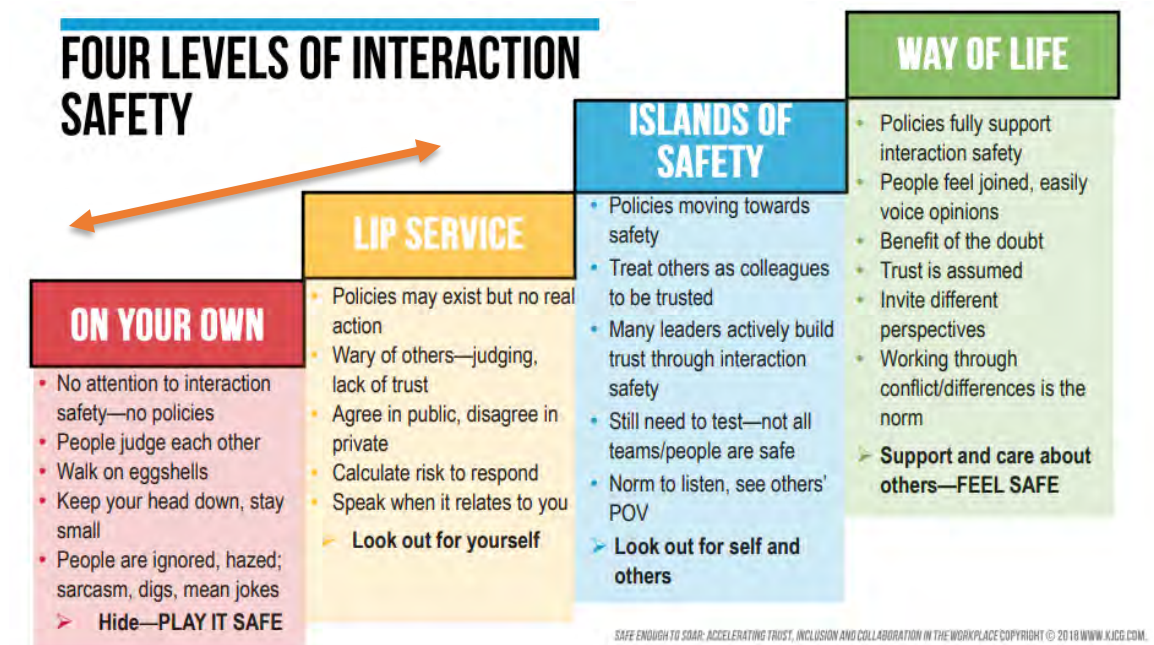 FOUR LEVELS OF INTERACTION
SAFETY
ON YOUR OWN
• No attention to interaction
safety—no policies
• People judge each other
• Walk on eggshells
• Keep your head down, stay
small
• People are ignored, hazed;
sarcasm, digs, mean jokes
➢ Hide—PLAY IT SAFE
LIP SERVICE
• Policies may exist but no real
action
• Wary of others—judging,
lack of trust
• Agree in public, disagree in
private
• Calculate risk to respond
• Speak when it relates to you
➢ Look out for yourself
ISLANDS OF
SAFETY
• Policies moving towards
safety
• Treat others as colleagues
to be trusted
• Many leaders actively build
trust through interaction
safety
• Still need to test—not all
teams/people are safe
• Norm to listen, see others'
POV
➢ Look out for self and
others
WAY OF LIFE
• Policies fully support
interaction safety
• People feel joined, easily
voice opinions
• Benefit of the doubt
• Trust is assumed
• Invite different
perspectives
• Working through
conflict/differences is the
norm
➢ Support and care about
others—FEEL SAFE
SAFE ENOUGH TO SOAR: ACCELERATING TRUST, INCLUSION AND COLLABORATION IN THE WORKPLACE COPYRIGHT © 2018 WWW.KJCG.COM.